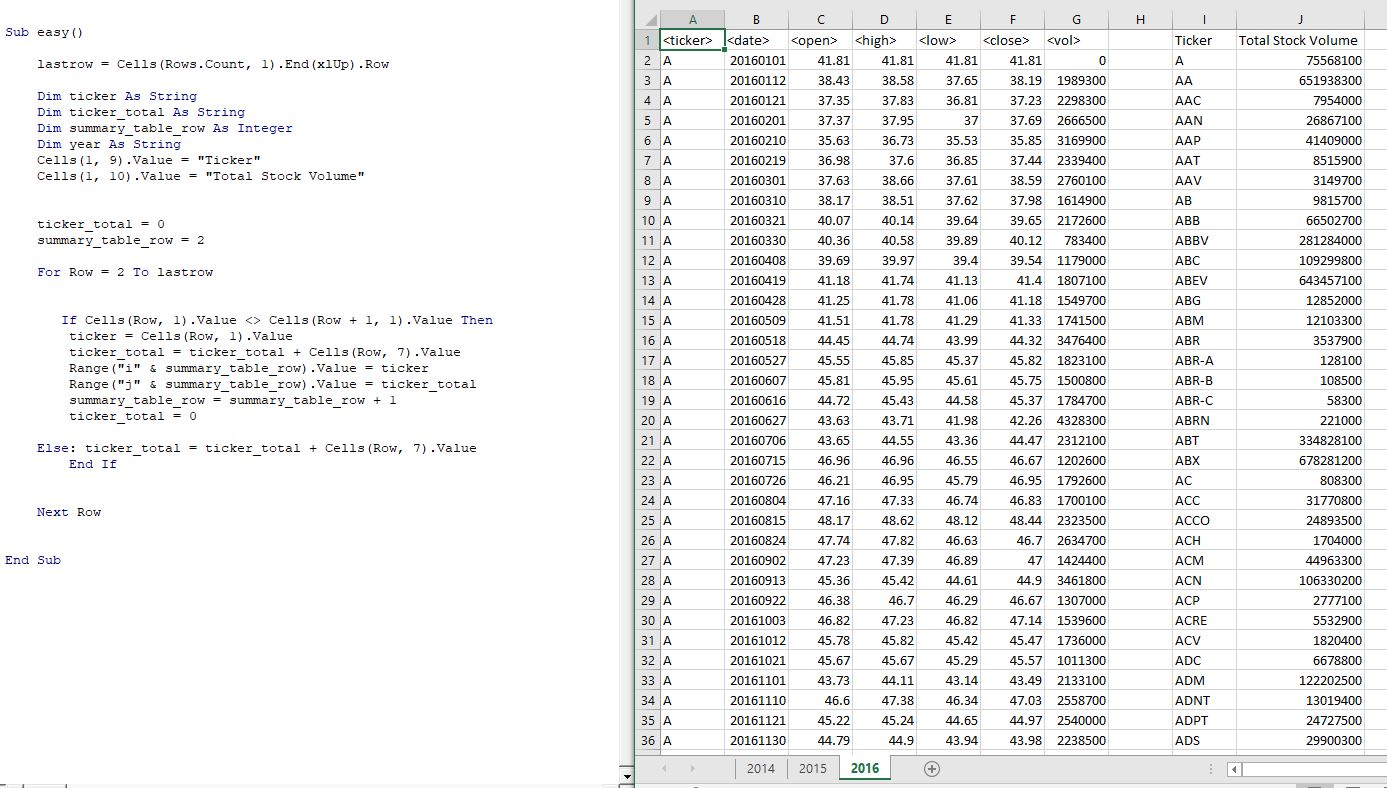 Sub easy()
lastrow = Cells(Rows.Count, 1).End(xlUp).Row
Dim ticker As String
Dim ticker_total As String
Dim summary_table_row As Integer
Dim year As String
Cells(1, 9).Value = "Ticker"
Cells(1, 10).Value = "Total Stock Volume"
ticker_total = 0
summary_table_row = 2
For Row = 2 To lastrow
If Cells(Row, 1).Value <> Cells(Row + 1, 1).Value Then
ticker = Cells(Row, 1).Value
ticker_total = ticker_total + Cells(Row, 7).Value
Range("i" & summary_table_row).Value = ticker
Range("j" & summary_table_row).Value = ticker_total
summary_table_row = summary_table_row + 1
ticker_total = 0
Else: ticker_total = ticker_total + Cells(Row, 7).Value
End If
Next Row
End Sub
A B C D E F G H I J
1 <ticker> <date> <open> <high> <low> <close> <vol> Ticker Total Stock Volume
2 A 20160101 41.81 41.81 41.81 41.81 0 A 75568100
3 A 20160112 38.43 38.58 37.65 38.19 1989300 AA 651938300
4 A 20160121 37.35 37.83 36.81 37.23 2298300 AAC 7954000
5 A 20160201 37.37 37.95 37 37.69 2666500 AAN 26867100
6 A 20160210 35.63 36.73 35.53 35.85 3169900 AAP 41409000
7 A 20160219 36.98 37.6 36.85 37.44 2339400 AAT 8515900
8 A 20160301 37.63 38.66 37.61 38.59 2760100 AAV 3149700
9 A 20160310 38.17 38.51 37.62 37.98 1614900 AB 9815700
10 A 20160321 40.07 40.14 39.64 39.65 2172600 ABB 66502700
11 A 20160330 40.36 40.58 39.89 40.12 783400 ABBV 281284000
12 A 20160408 39.69 39.97 39.4 39.54 1179000 ABC 109299800
13 A 20160419 41.18 41.74 41.13 41.4 1807100 ABEV 643457100
14 A 20160428 41.25 41.78 41.06 41.18 1549700 ABG 12852000
15 A 20160509 41.51 41.78 41.29 41.33 1741500 ABM 12103300
16 A 20160518 44.45 44.74 43.99 44.32 3476400 ABR 3537900
17 A 20160527 45.55 45.85 45.37 45.82 1823100 ABR-A 128100
18 A 20160607 45.81 45.95 45.61 45.75 1500800 ABR-B 108500
19 A 20160616 44.72 45.43 44.58 45.37 1784700 ABR-C 58300
20 A 20160627 43.63 43.71 41.98 42.26 4328300 ABRN 221000
21 A 20160706 43.65 44.55 43.36 44.47 2312100 ABT 334828100
22 A 20160715 46.96 46.96 46.55 46.67 1202600 ABX 678281200
23 A 20160726 46.21 46.95 45.79 46.95 1792600 AC 808300
24 A 20160804 47.16 47.33 46.74 46.83 1700100 ACC 31770800
25 A 20160815 48.17 48.62 48.12 48.44 2323500 ACCO 24893500
26 A 20160824 47.74 47.82 46.63 46.7 2634700 ACH 1704000
27 A 20160902 47.23 47.39 46.89 47 1424400 ACM 44963300
28 A 20160913 45.36 45.42 44.61 44.9 3461800 ACN 106330200
29 A 20160922 46.38 46.7 46.29 46.67 1307000 ACP 2777100
30 A 20161003 46.82 47.23 46.82 47.14 1539600 ACRE 5532900
31 A 20161012 45.78 45.82 45.42 45.47 1736000 ACV 1820400
32 A 20161021 45.67 45.67 45.29 45.57 1011300 ADC 6678800
33 A 20161101 43.73 44.11 43.14 43.49 2133100 ADM 122202500
34 A 20161110 46.6 47.38 46.34 47.03 2558700 ADNT 13019400
35 A 20161121 45.22 45.24 44.65 44.97 2540000 ADPT 24727500
36 A 20161130 44.79 44.9 43.94 43.98 2238500 ADS 29900300
2014 2015 2016